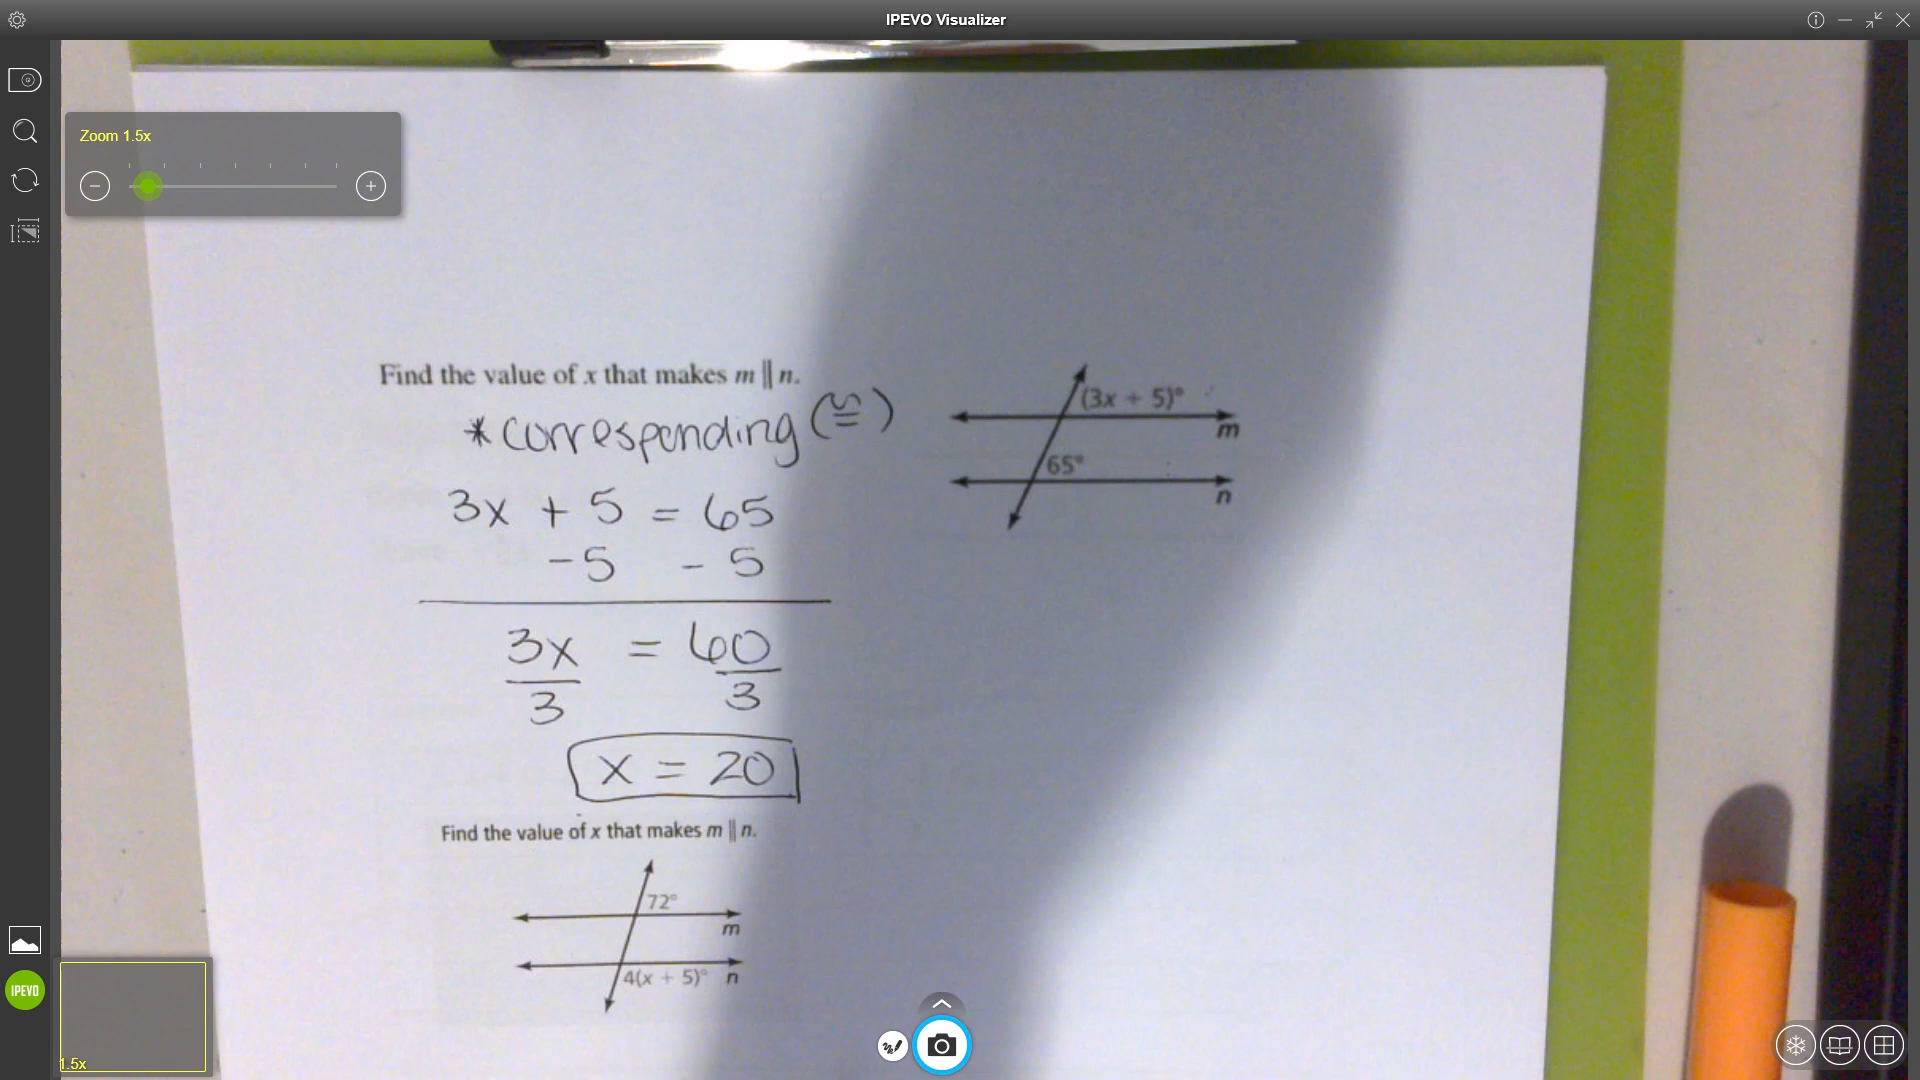 IPEVO Visualizer
Zoom 1.5x
Find the value of x that makes m || n.
* corresponding (≅)
(3x + 5)°
m
65°
n
3x + 5 = 65
-5 - 5
3x = 60
3 3
x = 20
Find the value of x that makes m || n.
72°
m
4(x + 5)° n
IPEVO
1.5x